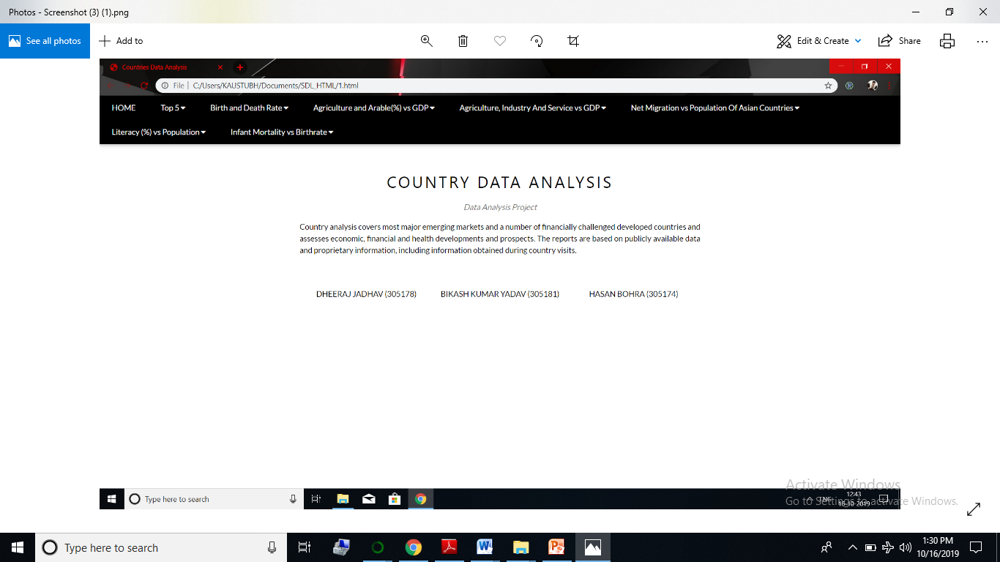 Photos - Screenshot (3) (1).png
See all photos
Add to
Edit & Create
Share
Countries Data Analysis
File | C:/Users/KAUSTUBH/Documents/SDL_HTML/1.html
HOME Top 5 Birth and Death Rate Agriculture and Arable(%) vs GDP Agriculture, Industry And Service vs GDP Net Migration vs Population Of Asian Countries
Literacy (%) vs Population Infant Mortality vs Birthrate
COUNTRY DATA ANALYSIS
Data Analysis Project
Country analysis covers most major emerging markets and a number of financially challenged developed countries and
assesses economic, financial and health developments and prospects. The reports are based on publicly available data
and proprietary information, including information obtained during country visits.
DHEERAJ JADHAV (305178) BIKASH KUMAR YADAV (305181) HASAN BOHRA (305174)
Activate Windows
Go to Settings to activate Windows.
Type here to search
ENG
12:43
16-10-2019
Type here to search
1:30 PM
10/16/2019